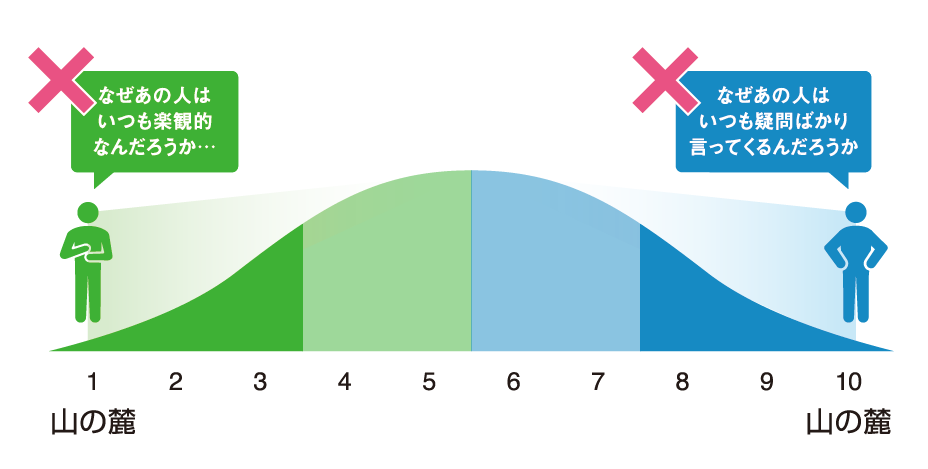 なぜあの人は
いつも楽観的
なんだろうか…
なぜあの人は
いつも疑問ばかり
言ってくるんだろうか
1 2 3 4 5 6 7 8 9 10
山の麓 山の麓